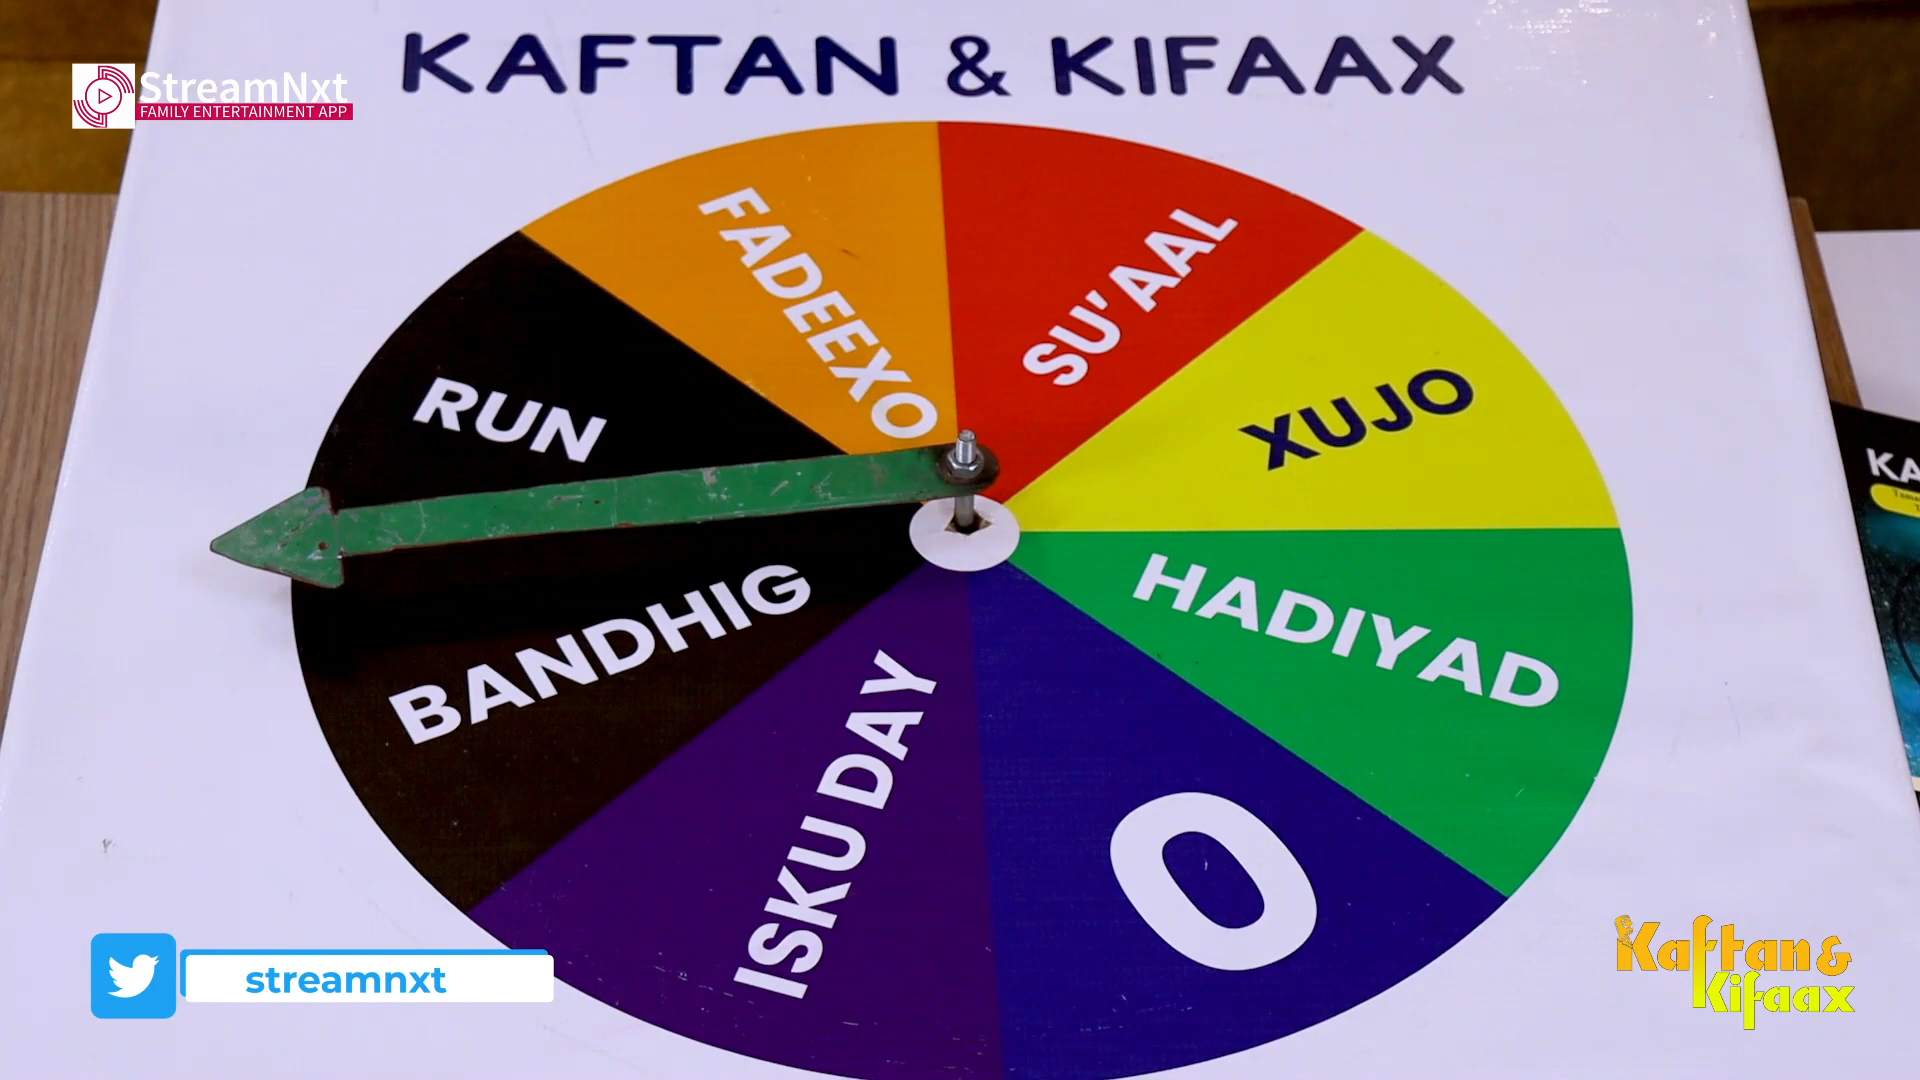 KAFTAN & KIFAAX
StreamNxt
FAMILY ENTERTAINMENT APP
FADEEXO
SU'AAL
RUN
XUJO
HADIYAD
BANDHIG
ISKU DAY
O
KA
streamnxt
Kaftan&
Kifaax